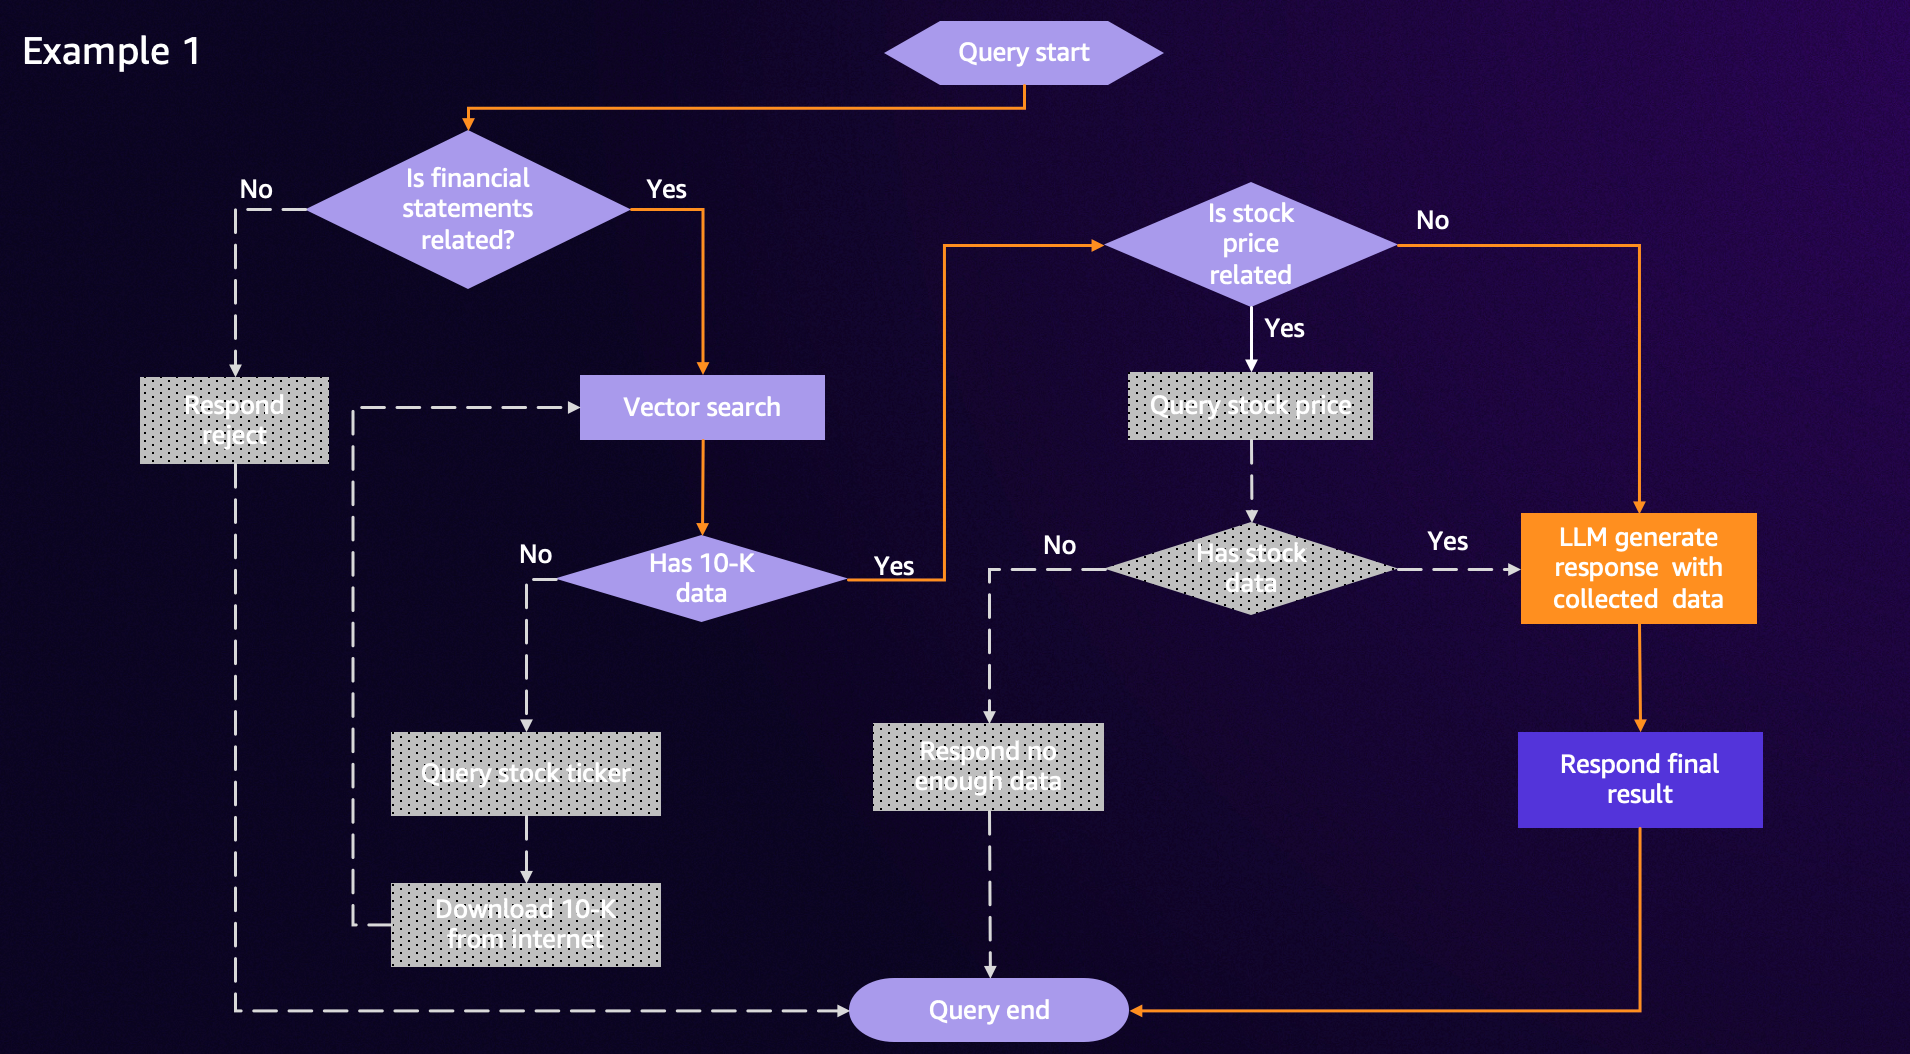 Example 1
Query start
Is financial
statements
related?
No
Yes
Is stock
price
related
No
Yes
Respond
reject
Vector search
Query stock price
No
Has 10-K
data
Yes
No
Has stock
data
Yes
LLM generate
response with
collected data
Query stock ticker
Respond no
enough data
Respond final
result
Download 10-K
from internet
Query end